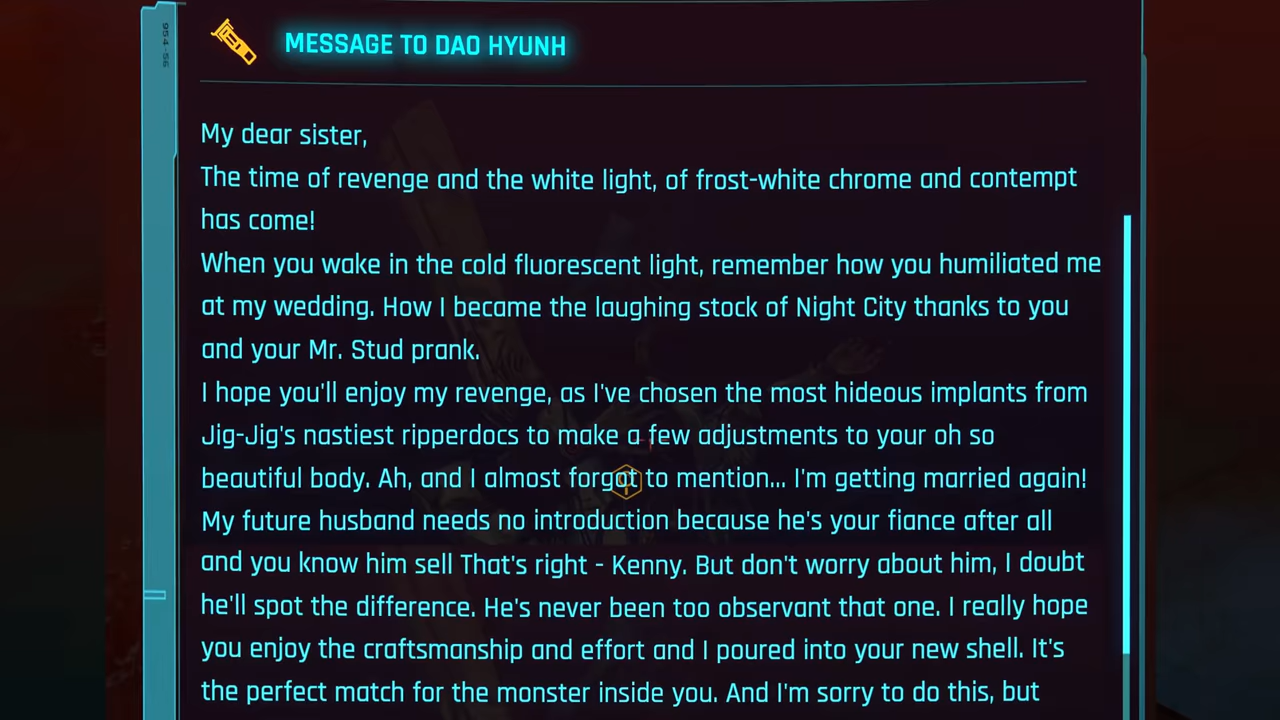 954-56
MESSAGE TO DAO HYUNH
My dear sister,
The time of revenge and the white light, of frost-white chrome and contempt
has come!
When you wake in the cold fluorescent light, remember how you humiliated me
at my wedding. How I became the laughing stock of Night City thanks to you
and your Mr. Stud prank.
I hope you'll enjoy my revenge, as I've chosen the most hideous implants from
Jig-Jig's nastiest ripperdocs to make a few adjustments to your oh so
beautiful body. Ah, and I almost forgot to mention... I'm getting married again!
My future husband needs no introduction because he's your fiance after all
and you know him sell That's right - Kenny. But don't worry about him, I doubt
he'll spot the difference. He's never been too observant that one. I really hope
you enjoy the craftsmanship and effort and I poured into your new shell. It's
the perfect match for the monster inside you. And I'm sorry to do this, but